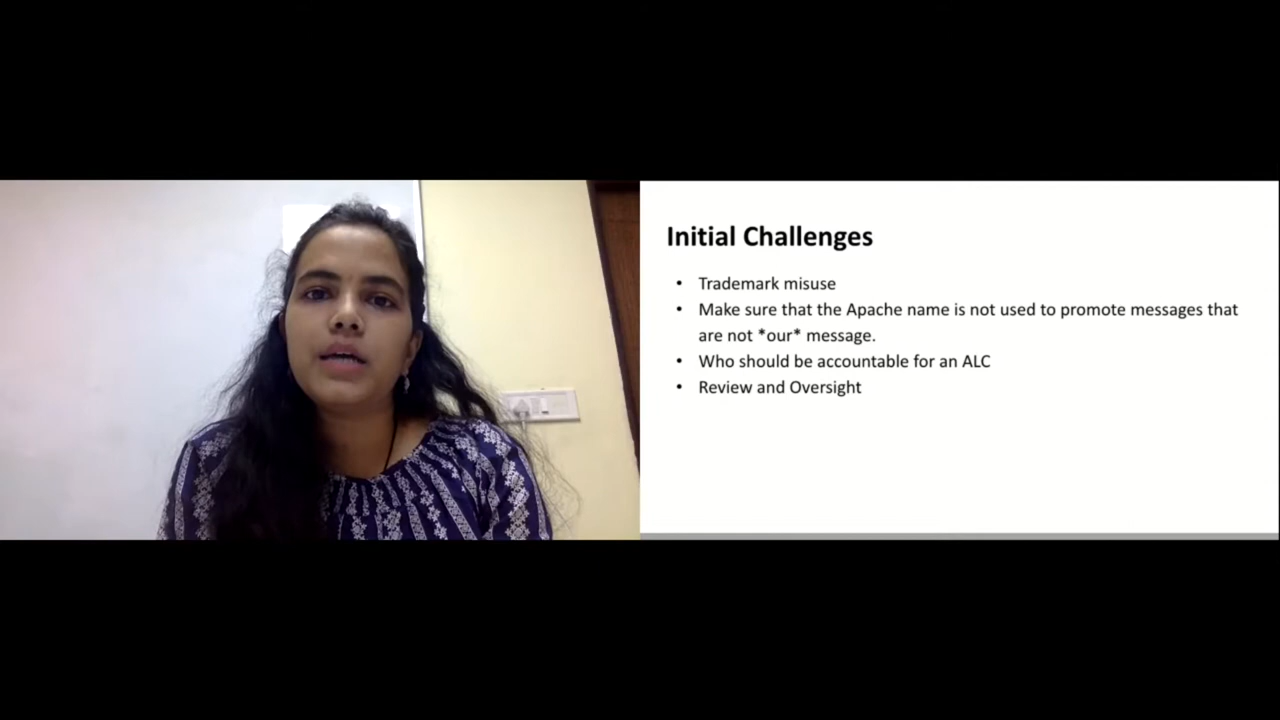 Initial Challenges
• Trademark misuse
• Make sure that the Apache name is not used to promote messages that
are not *our* message.
• Who should be accountable for an ALC
• Review and Oversight